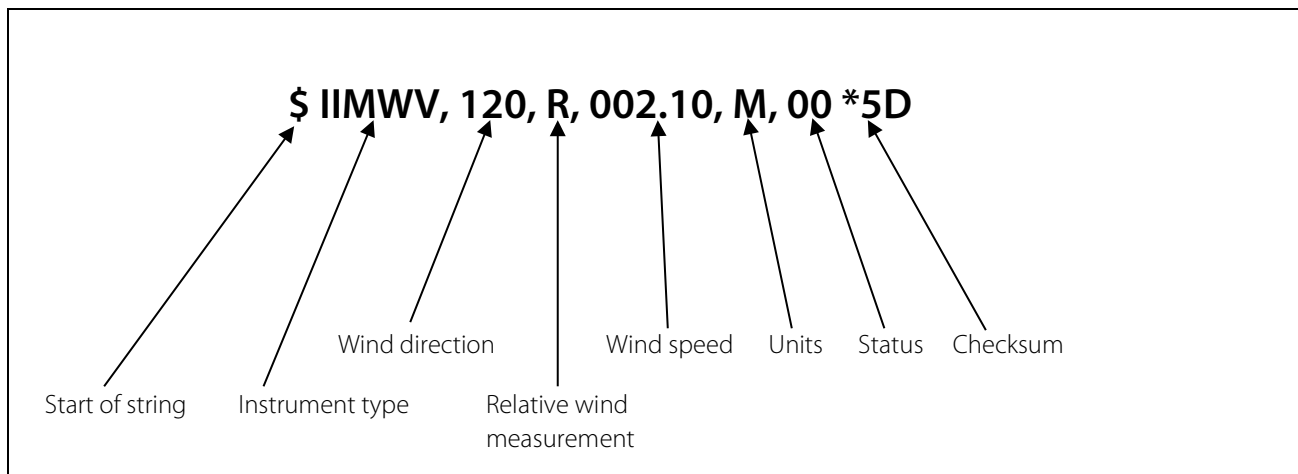 $ IIMWV, 120, R, 002.10, M, 00 *5D
Wind direction
Wind speed
Units
Status
Checksum
Start of string
Instrument type
Relative wind
measurement